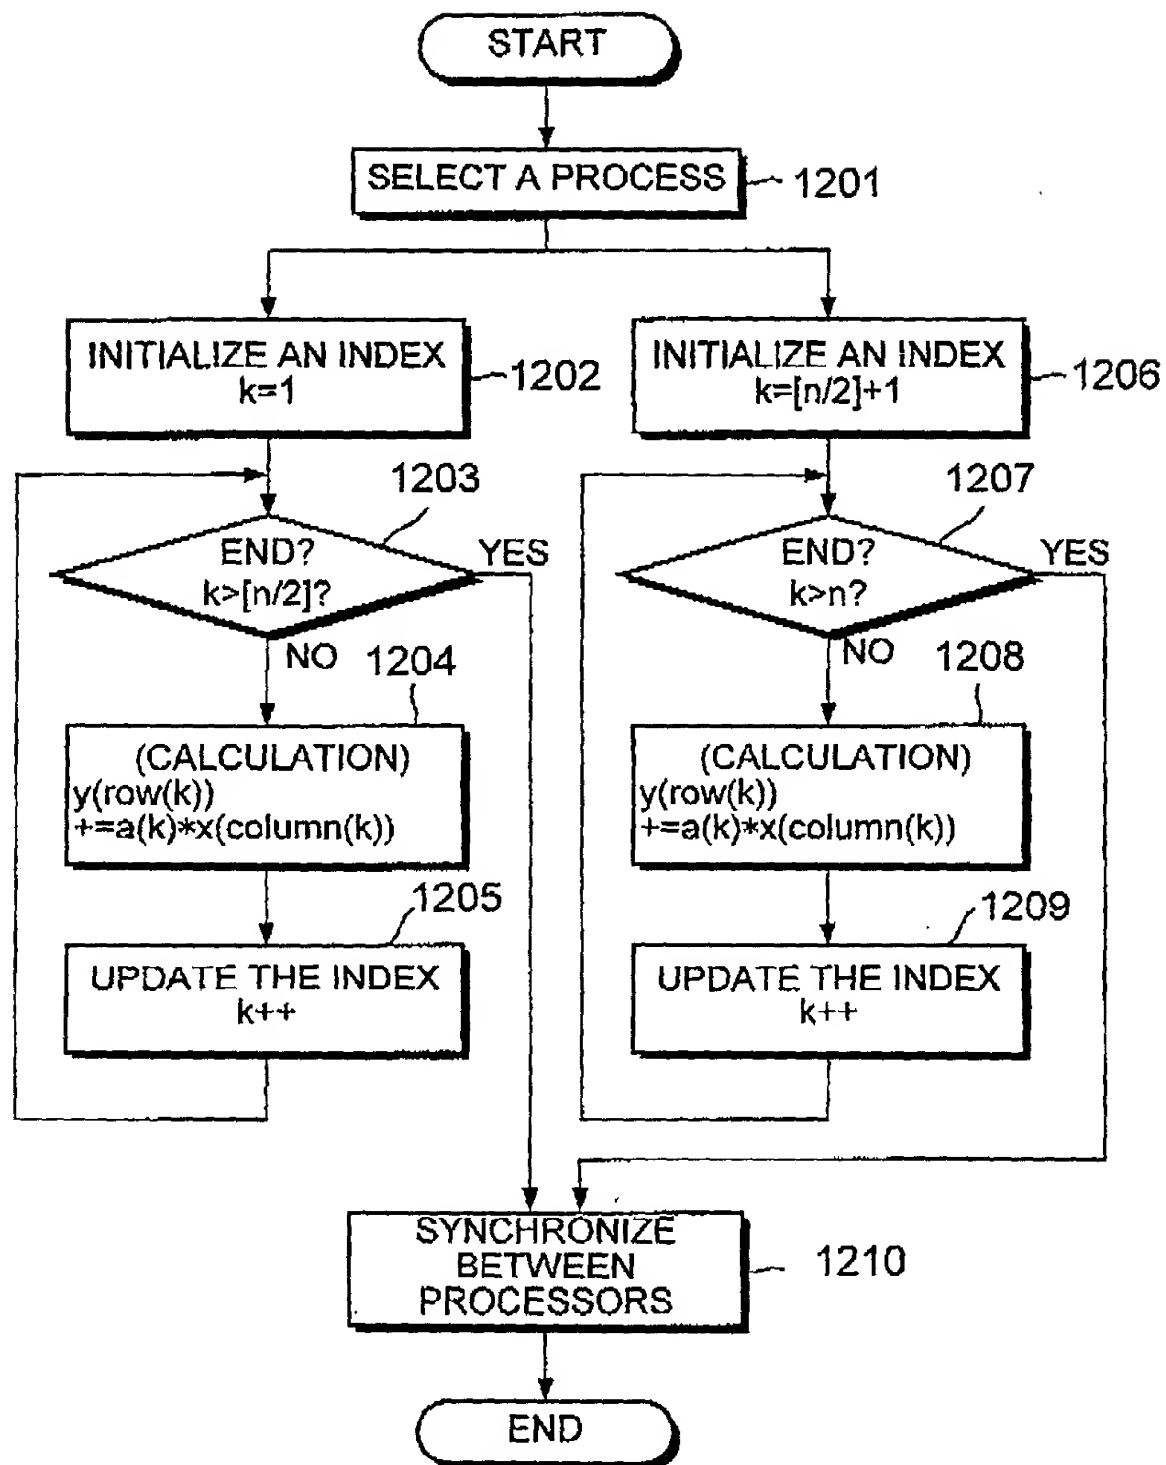 START
SELECT A PROCESS
1201
INITIALIZE AN INDEX
k=1
1202
INITIALIZE AN INDEX
k=[n/2]+1
1206
1203
END?
k>[n/2]?
YES
NO
1207
END?
k>n?
YES
NO
1204
(CALCULATION)
y(row(k))
+=a(k)*x(column(k))
1208
(CALCULATION)
y(row(k))
+=a(k)*x(column(k))
1205
UPDATE THE INDEX
k++
1209
UPDATE THE INDEX
k++
SYNCHRONIZE
BETWEEN
PROCESSORS
1210
END